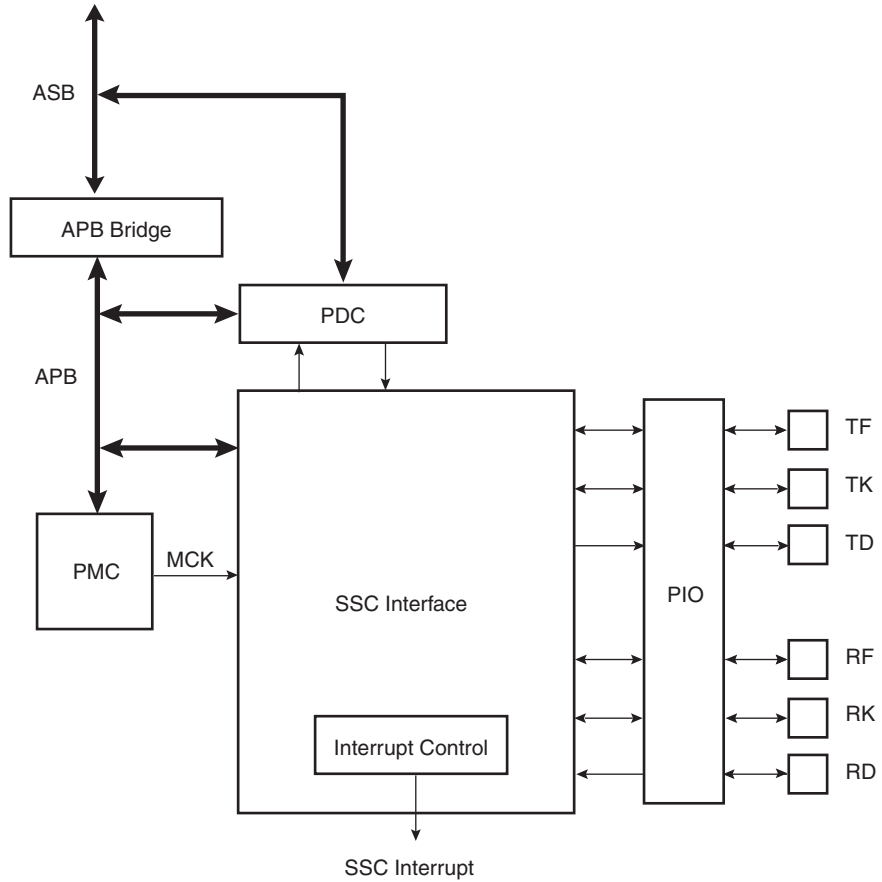 ASB
APB Bridge
PDC
APB
TF
TK
PMC
MCK
TD
SSC Interface
PIO
RF
RK
Interrupt Control
RD
SSC Interrupt